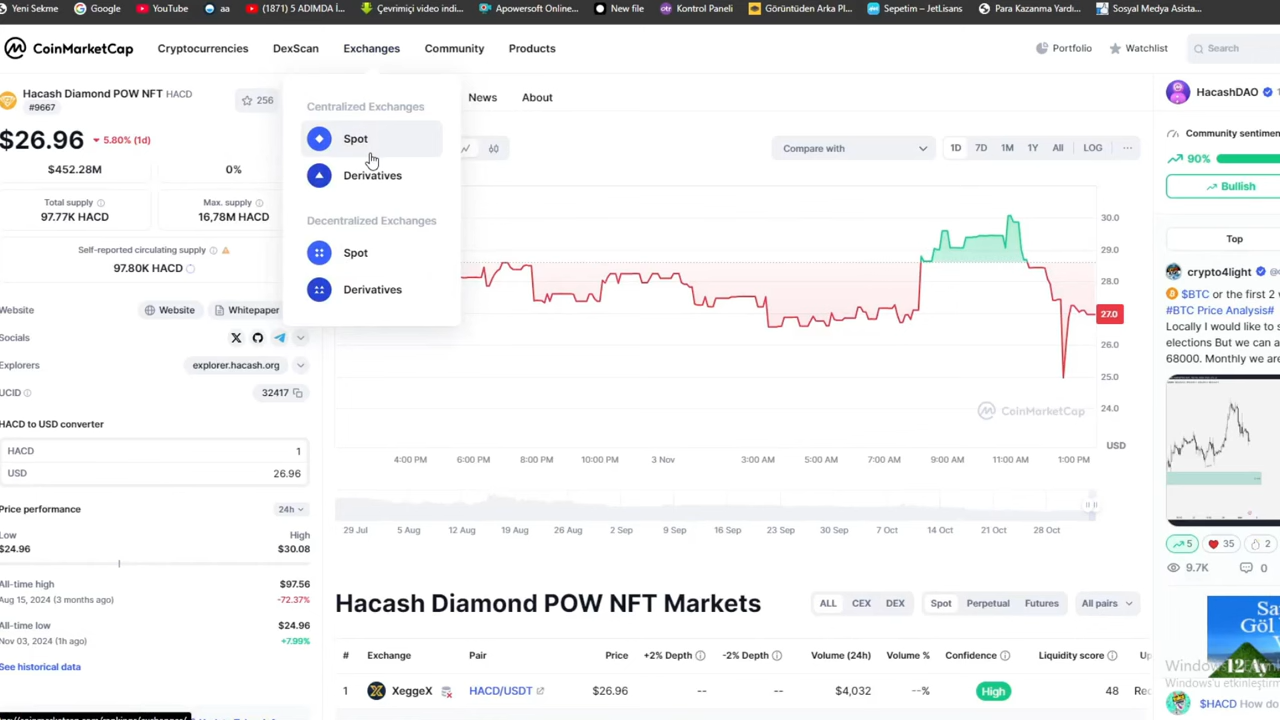 Yeni Sekme Google YouTube aa (1871) 5 ADIMDA İ... Çevrimiçi video indi... Apowersoft Online... New file Kontrol Paneli Görüntüden Arka Pl... Sepetim – JetLisans Para Kazanma Yardı... Sosyal Medya Asista...
CoinMarketCap Cryptocurrencies DexScan Exchanges Community Products Portfolio Watchlist Search
Hacash Diamond POW NFT HACD
#9667
256
$26.96 5.80% (1d)
$452.28M 0%
Total supply Max. supply
97.77K HACD 16,78M HACD
Self-reported circulating supply
97.80K HACD
Website Website Whitepaper
Socials
Explorers explorer.hacash.org
UCID 32417
HACD to USD converter
HACD 1
USD 26.96
Price performance 24h
Low High
$24.96 $30.08
All-time high $97.56
Aug 15, 2024 (3 months ago) -72.37%
All-time low $24.96
Nov 03, 2024 (1h ago) +7.99%
See historical data
Centralized Exchanges
Spot
Derivatives
Decentralized Exchanges
Spot
Derivatives
News About
Compare with 1D 7D 1M 1Y All LOG ...
30.0
29.0
28.0
27.0
26.0
25.0
24.0
CoinMarketCap
USD
4:00 PM 6:00 PM 8:00 PM 10:00 PM 3 Nov 3:00 AM 5:00 AM 7:00 AM 9:00 AM 11:00 AM 1:00 PM
29 Jul 5 Aug 12 Aug 19 Aug 26 Aug 2 Sep 9 Sep 16 Sep 23 Sep 30 Sep 7 Oct 14 Oct 21 Oct 28 Oct
Hacash Diamond POW NFT Markets ALL CEX DEX Spot Perpetual Futures All pairs
# Exchange Pair Price +2% Depth -2% Depth Volume (24h) Volume % Confidence Liquidity score
1 XeggeX HACD/USDT $26.96 -- -- $4,032 --% High 48
HacashDAO
Community sentimen
90%
Bullish
Top
crypto4light
$BTC or the first 2
#BTC Price Analysis#
Locally I would like to s
elections But we can a
68000. Monthly we are
5 35 2
9.7K 0
Göl
12 Ay
$HACD How do